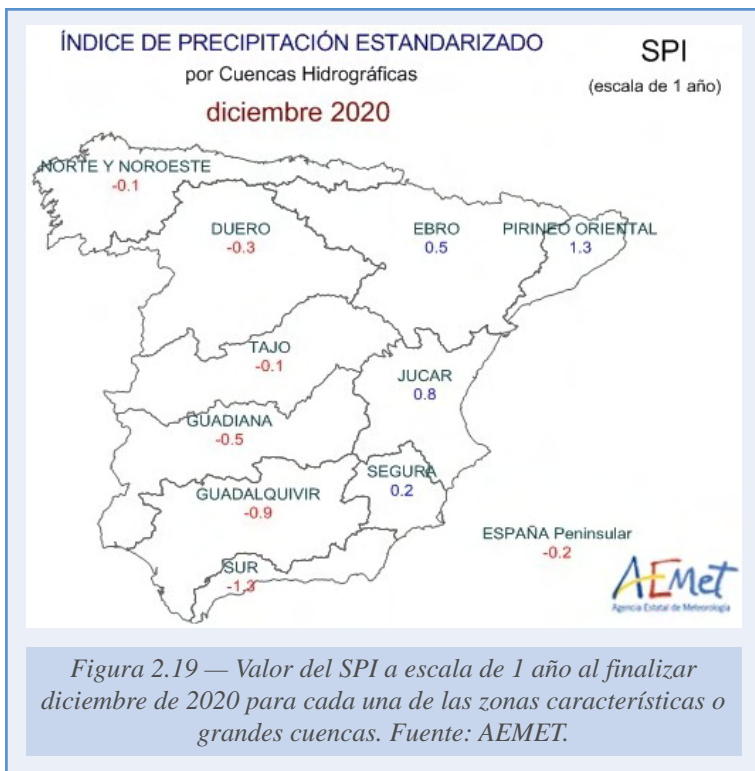 ÍNDICE DE PRECIPITACIÓN ESTANDARIZADO
por Cuencas Hidrográficas
diciembre 2020
SPI
(escala de 1 año)
NORTE Y NOROESTE
-0.1
DUERO
-0.3
EBRO
0.5
PIRINEO ORIENTAL
1.3
TAJO
-0.1
JUCAR
0.8
GUADIANA
-0.5
SEGURA
0.2
GUADALQUIVIR
-0.9
ESPAÑA Peninsular
-0.2
SUR
-1.3
AEMet
Agencia Estatal de Meteorología
Figura 2.19 — Valor del SPI a escala de 1 año al finalizar
diciembre de 2020 para cada una de las zonas características o
grandes cuencas. Fuente: AEMET.